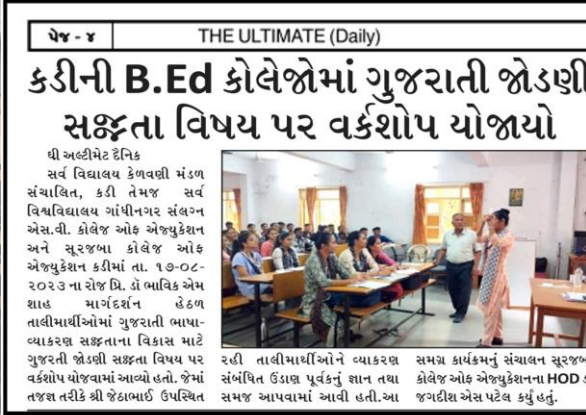 પેજ - ૪
THE ULTIMATE (Daily)
કડીની B.Ed કોલેજોમાં ગુજરાતી જોડણી
સજ્જતા વિષય પર વર્કશોપ યોજાયો
ધી અલ્ટીમેટ દૈનિક
સર્વ વિદ્યાલય કેળવણી મંડળ
સંચાલિત, કડી તેમજ સર્વ
વિશ્વવિદ્યાલય ગાંધીનગર સંલગ્ન
એસ.વી. કોલેજ ઓફ એજ્યુકેશન
અને સૂરજબા કોલેજ ઓફ
એજ્યુકેશન કડીમાં તા. ૧૭-૦૮-
૨૦૨૩ ના રોજ પ્રિ. ડૉ ભાવિક એમ
શાહ માર્ગદર્શન હેઠળ
તાલીમાર્થીઓમાં ગુજરાતી ભાષા-
વ્યાકરણ સજ્જતાના વિકાસ માટે
ગુજરતી જોડણી સજ્જતા વિષય પર
વર્કશોપ યોજવામાં આવ્યો હતો. જેમાં
તજજ્ઞ તરીકે શ્રી જેઠાભાઈ ઉપસ્થિત
રહી તાલીમાર્થીઓને વ્યાકરણ
સંબંધિત ઉંડાણ પૂર્વકનું જ્ઞાન તથા
સમજ આપવામાં આવી હતી.આ
સમગ્ર કાર્યક્રમનું સંચાલન સૂરજબ
કોલેજ ઓફ એજ્યુકેશનના HOD
જગદીશ એસ પટેલ કર્યું હતું.